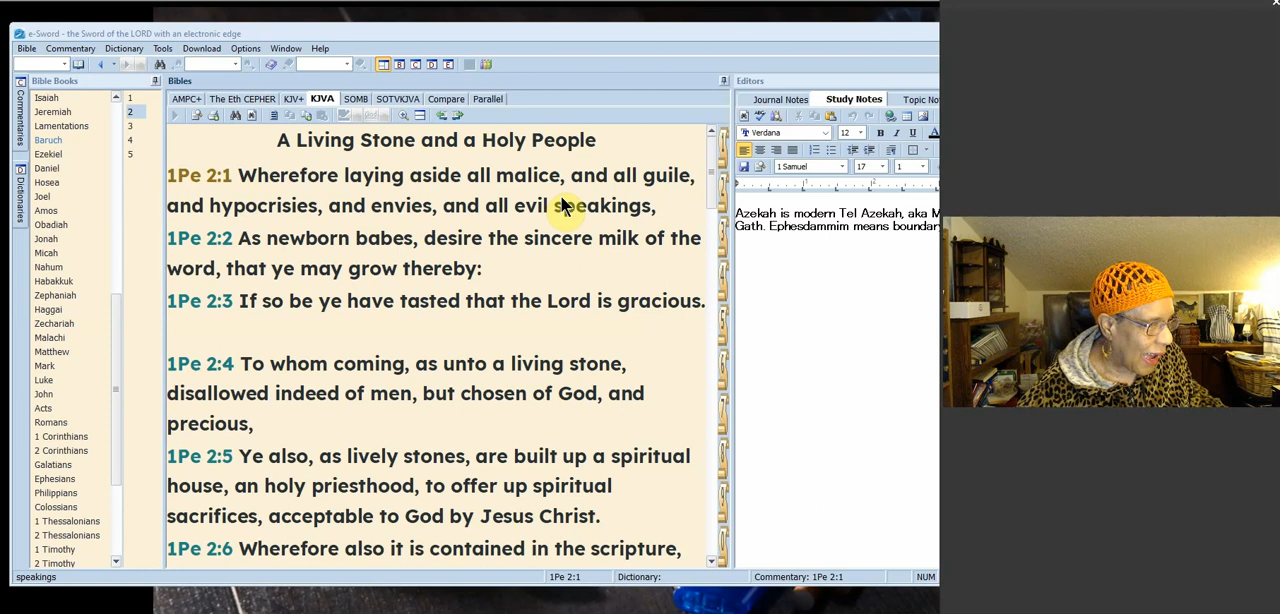 e-Sword - the Sword of the LORD with an electronic edge
Bible Commentary Dictionary Tools Download Options Window Help
B C D E
Bible Books
Bibles
Editors
Commentaries
Dictionaries
Isaiah
Jeremiah
Lamentations
Baruch
Ezekiel
Daniel
Hosea
Joel
Amos
Obadiah
Jonah
Micah
Nahum
Habakkuk
Zephaniah
Haggai
Zechariah
Malachi
Matthew
Mark
Luke
John
Acts
Romans
1 Corinthians
2 Corinthians
Galatians
Ephesians
Philippians
Colossians
1 Thessalonians
2 Thessalonians
1 Timothy
2 Timothy
1
2
3
4
5
AMPC+ The Eth CEPHER KJV+ KJVA SOMB SOTVKJVA Compare Parallel
A Living Stone and a Holy People
1Pe 2:1 Wherefore laying aside all malice, and all guile,
and hypocrisies, and envies, and all evil speakings,
1Pe 2:2 As newborn babes, desire the sincere milk of the
word, that ye may grow thereby:
1Pe 2:3 If so be ye have tasted that the Lord is gracious.
1Pe 2:4 To whom coming, as unto a living stone,
disallowed indeed of men, but chosen of God, and
precious,
1Pe 2:5 Ye also, as lively stones, are built up a spiritual
house, an holy priesthood, to offer up spiritual
sacrifices, acceptable to God by Jesus Christ.
1Pe 2:6 Wherefore also it is contained in the scripture,
Journal Notes Study Notes Topic No
Verdana 12 B I U A
1 Samuel 17 1
Azekah is modern Tel Azekah, aka M
Gath. Ephesdammim means boundar
speakings 1Pe 2:1 Dictionary: Commentary: 1Pe 2:1 NUM